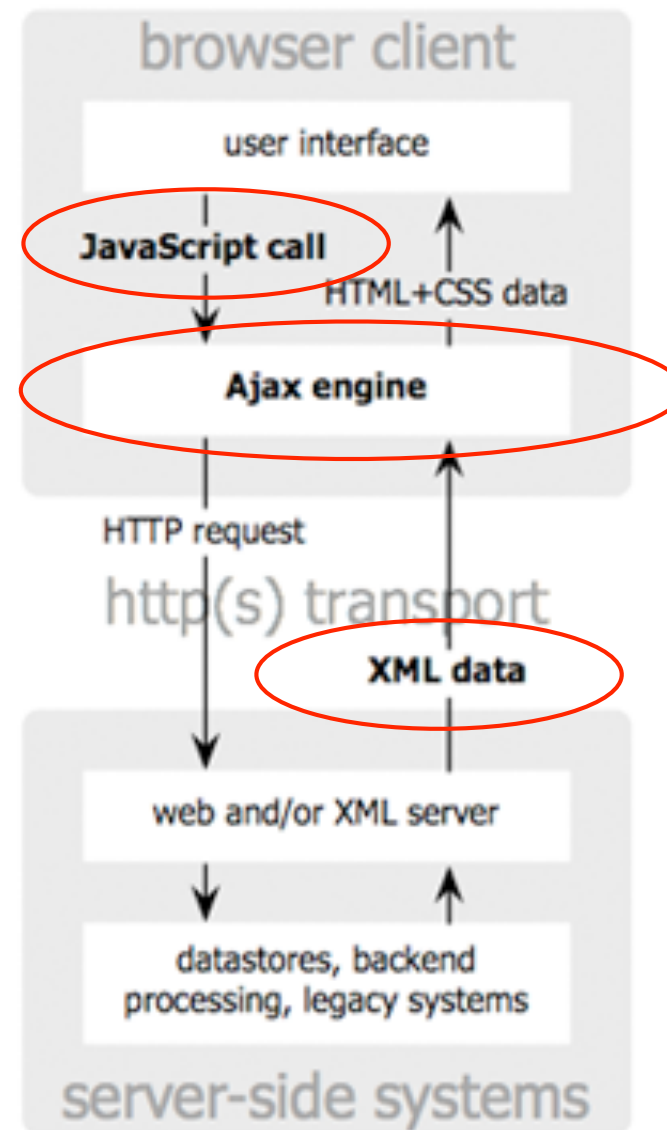 browser client
user interface
JavaScript call
HTML+CSS data
Ajax engine
HTTP request
http(s) transport
XML data
web and/or XML server
datastores, backend
processing, legacy systems
server-side systems